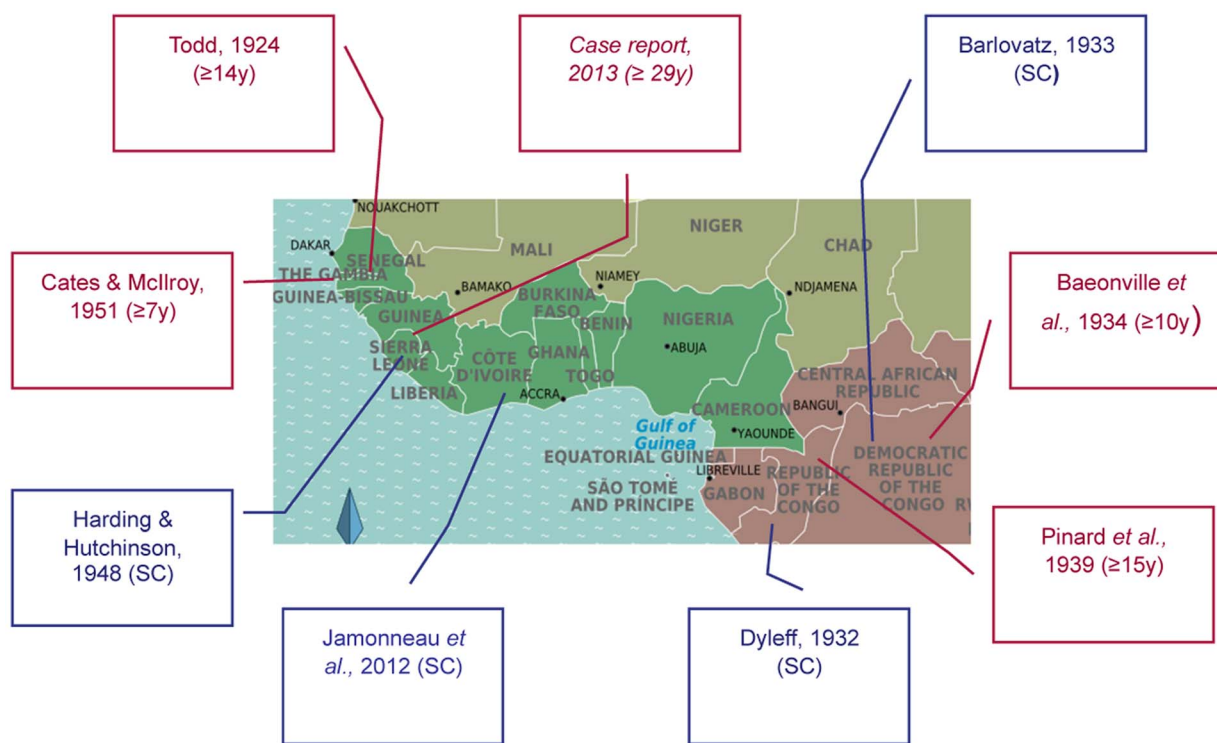 Todd, 1924
(≥14y)
Case report,
2013 (≥ 29y)
Barlovatz, 1933
(SC)
Cates & McIlroy,
1951 (≥7y)
Baeonville et
al., 1934 (≥10y)
Harding &
Hutchinson,
1948 (SC)
Jamonneau et
al., 2012 (SC)
Dyleff, 1932
(SC)
Pinard et al.,
1939 (≥15y)
NOUAKCHOTT
DAKAR
SENEGAL
THE GAMBIA
GUINEA-BISSAU
GUINEA
SIERRA
LEONE
LIBERIA
MALI
BAMAKO
BURKINA
FASO
CÔTE
D'IVOIRE
GHANA
ACCRA
TOGO
BENIN
NIGER
NIAMEY
NIGERIA
ABUJA
CHAD
NDJAMENA
CENTRAL AFRICAN
REPUBLIC
BANGUI
CAMEROON
YAOUNDE
Gulf of
Guinea
EQUATORIAL GUINEA
LIBREVILLE
SÃO TOMÉ
AND PRÍNCIPE
GABON
REPUBLIC
OF THE
CONGO
DEMOCRATIC
REPUBLIC
OF THE
CONGO